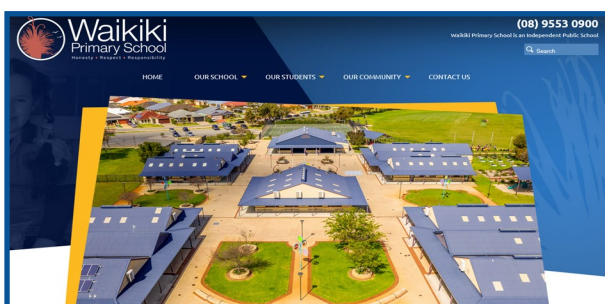 Waikiki
Primary School
Honesty • Respect • Responsibility
(08) 9553 0900
Waikiki Primary School is an Independent Public School
Search
HOME
OUR SCHOOL
OUR STUDENTS
OUR COMMUNITY
CONTACT US